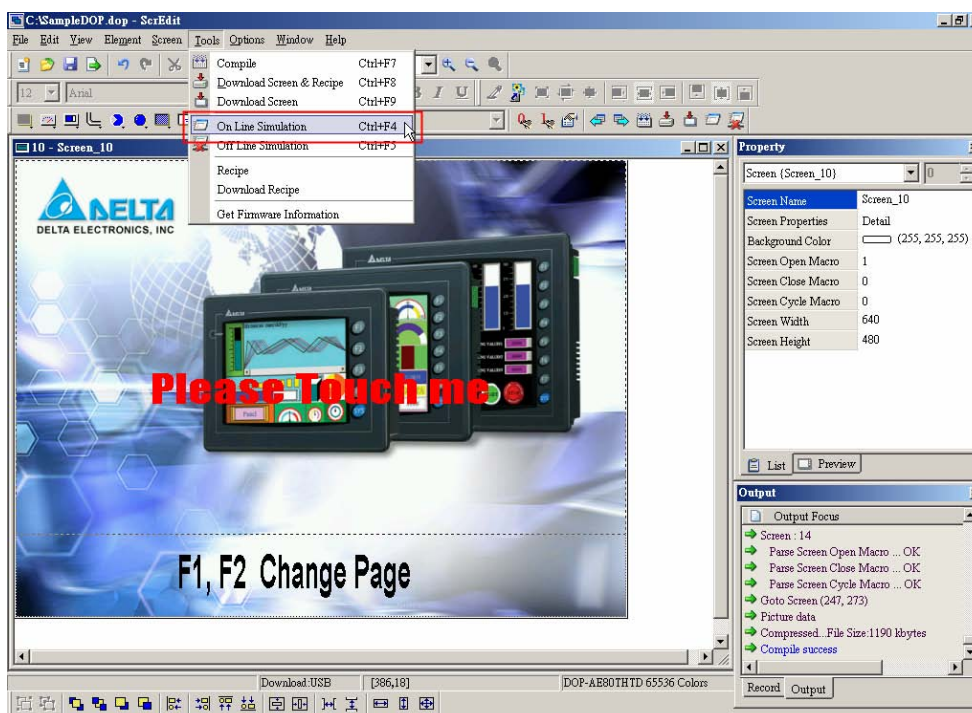 C:\SampleDOP.dop - ScrEdit
File Edit View Element Screen Tools Options Window Help
Compile Ctrl+F7
Download Screen & Recipe Ctrl+F8
Download Screen Ctrl+F9
On Line Simulation Ctrl+F4
Off Line Simulation Ctrl+F5
Recipe
Download Recipe
Get Firmware Information
12 Arial
B I U
10 - Screen_10
DELTA
DELTA ELECTRONICS, INC
Please Touch me
F1, F2 Change Page
Property
Screen {Screen_10} 0
Screen Name Screen_10
Screen Properties Detail
Background Color (255, 255, 255)
Screen Open Macro 1
Screen Close Macro 0
Screen Cycle Macro 0
Screen Width 640
Screen Height 480
List Preview
Output
Output Focus
Screen : 14
Parse Screen Open Macro ... OK
Parse Screen Close Macro ... OK
Parse Screen Cycle Macro ... OK
Goto Screen (247, 273)
Picture data
Compressed...File Size:1190 kbytes
Compile success
Record Output
Download:USB [386,18] DOP-AE80THTD 65536 Colors